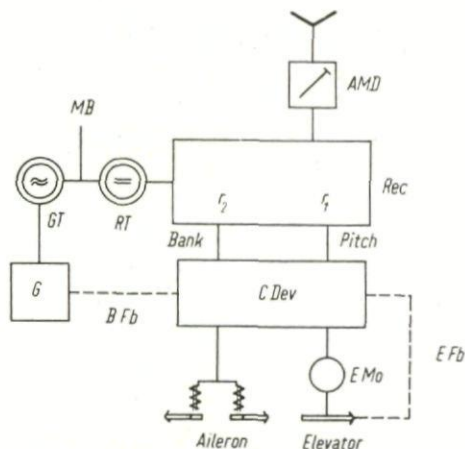 AMD
MB
Rec
r2 r1
GT RT
Bank Pitch
G C Dev
B Fb
E Fb
E Mo
Aileron Elevator